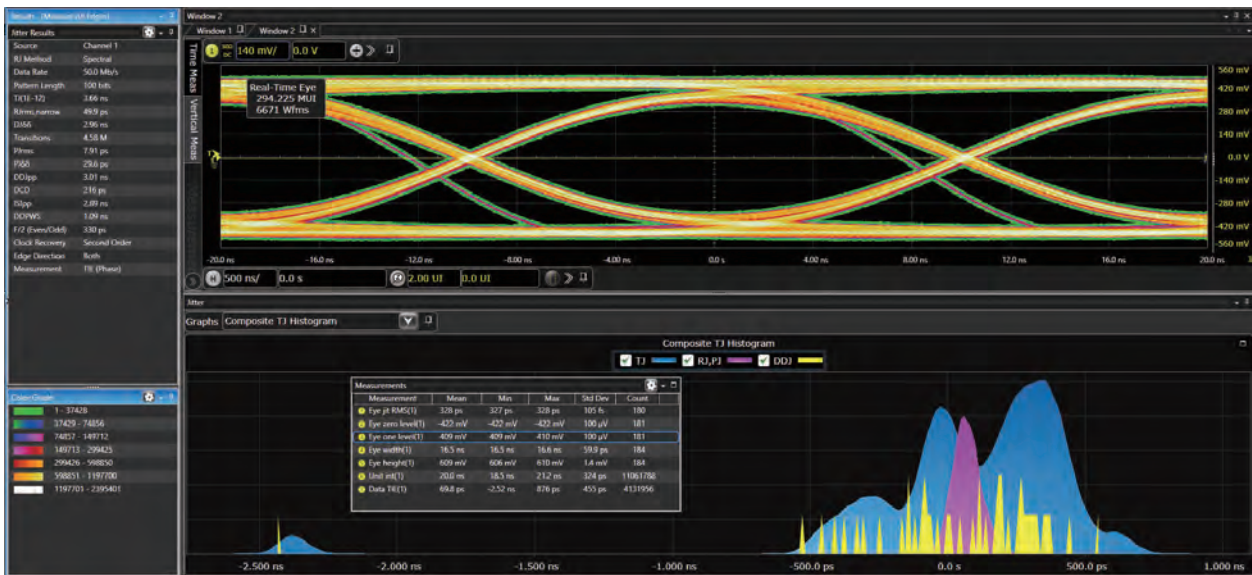 Results (Measure All Edges)
Jitter Results
Source Channel 1
RJ Method Spectral
Data Rate 50.0 Mb/s
Pattern Length 100 bits
TJ(1E-12) 3.66 ns
RJrms,narrow 49.9 ps
DJδδ 2.96 ns
Transitions 4.58 M
PJrms 7.91 ps
PJδδ 29.6 ps
DDJpp 3.01 ns
DCD 216 ps
ISIpp 2.89 ns
DDPWS 1.09 ns
F/2 (Even/Odd) 330 ps
Clock Recovery Second Order
Edge Direction Both
Measurement TIE (Phase)
Color Grade
1 - 37428
37429 - 74856
74857 - 149712
149713 - 299425
299426 - 598850
598851 - 1197700
1197701 - 2395401
Window 2
Window 1 Window 2
Time Meas
Vertical Meas
1 50Ω DC 140 mV/ 0.0 V
Real-Time Eye
294.225 MUI
6671 Wfms
560 mV
420 mV
280 mV
140 mV
0.0 V
-140 mV
-280 mV
-420 mV
-560 mV
-20.0 ns -16.0 ns -12.0 ns -8.00 ns -4.00 ns 0.0 s 4.00 ns 8.00 ns 12.0 ns 16.0 ns 20.0 ns
H 500 ns/ 0.0 s 2.00 UI 0.0 UI
Jitter
Graphs Composite TJ Histogram
Composite TJ Histogram
TJ RJ,PJ DDJ
Measurements
Measurement Mean Min Max Std Dev Count
Eye jit RMS(1) 328 ps 327 ps 328 ps 105 fs 180
Eye zero level(1) -422 mV -422 mV -422 mV 100 µV 181
Eye one level(1) 409 mV 409 mV 410 mV 100 µV 181
Eye width(1) 16.5 ns 16.5 ns 16.6 ns 59.9 ps 184
Eye height(1) 609 mV 606 mV 610 mV 1.4 mV 184
Unit int(1) 20.0 ns 18.5 ns 21.2 ns 324 ps 11061788
Data TIE(1) 69.8 ps -2.52 ns 876 ps 455 ps 4131956
-2.500 ns -2.000 ns -1.500 ns -1.000 ns -500.0 ps 0.0 s 500.0 ps 1.000 ns